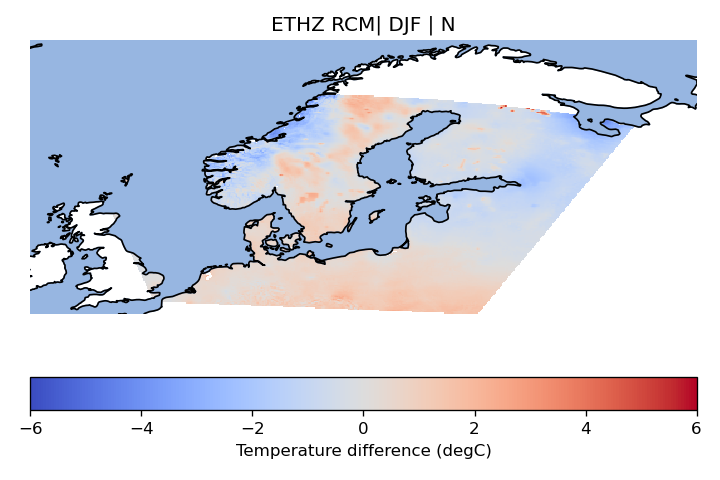 ETHZ RCM| DJF | N
−6 −4 −2 0 2 4 6
Temperature difference (degC)